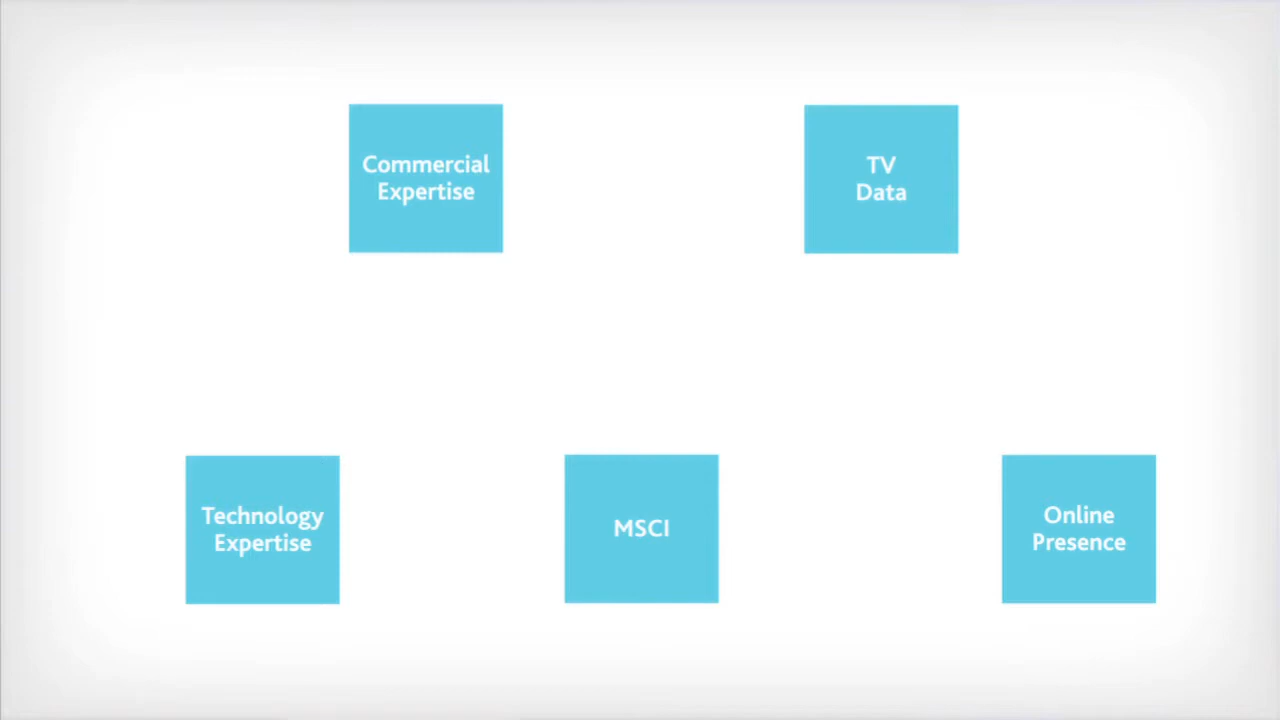 Commercial
Expertise
TV
Data
Technology
Expertise
MSCI
Online
Presence